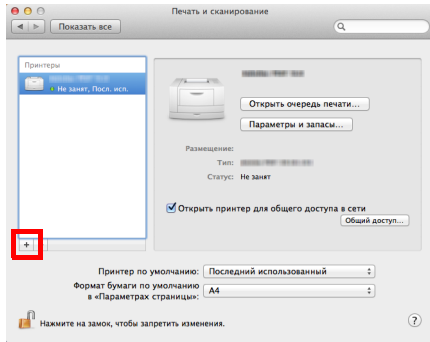 Печать и сканирование
Показать все
Принтеры
Не занят, Посл. исп.
Открыть очередь печати...
Параметры и запасы...
Размещение:
Тип:
Статус: Не занят
Открыть принтер для общего доступа в сети
Общий доступ...
+
Принтер по умолчанию: Последний использованный
Формат бумаги по умолчанию
в «Параметрах страницы»: A4
Нажмите на замок, чтобы запретить изменения.
?